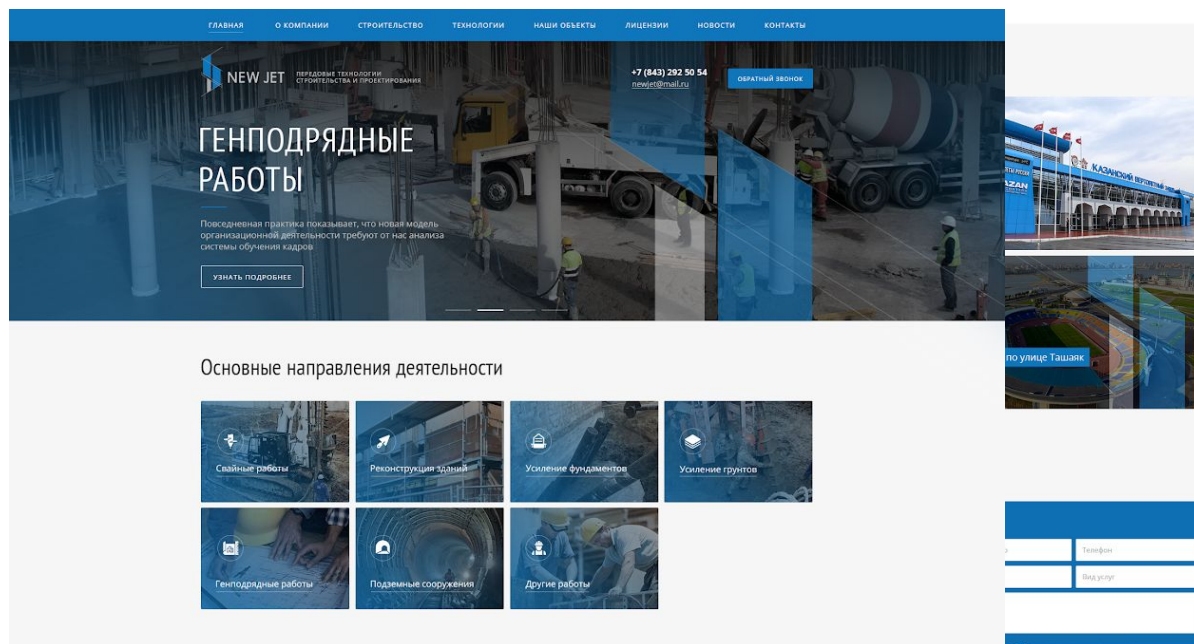 ГЛАВНАЯ О КОМПАНИИ СТРОИТЕЛЬСТВО ТЕХНОЛОГИИ НАШИ ОБЪЕКТЫ ЛИЦЕНЗИИ НОВОСТИ КОНТАКТЫ
NEW JET
ПЕРЕДОВЫЕ ТЕХНОЛОГИИ
СТРОИТЕЛЬСТВА И ПРОЕКТИРОВАНИЯ
+7 (843) 292 50 54
newjet@mail.ru
ОБРАТНЫЙ ЗВОНОК
ГЕНПОДРЯДНЫЕ
РАБОТЫ
Повседневная практика показывает, что новая модель
организационной деятельности требуют от нас анализа
системы обучения кадров
УЗНАТЬ ПОДРОБНЕЕ
Основные направления деятельности
Свайные работы
Реконструкция зданий
Усиление фундаментов
Усиление грунтов
Генподрядные работы
Подземные сооружения
Другие работы
КАЗАНСКИЙ ВЕРТОЛЕТНЫЙ
по улице Ташаяк
Телефон
Вид услуг